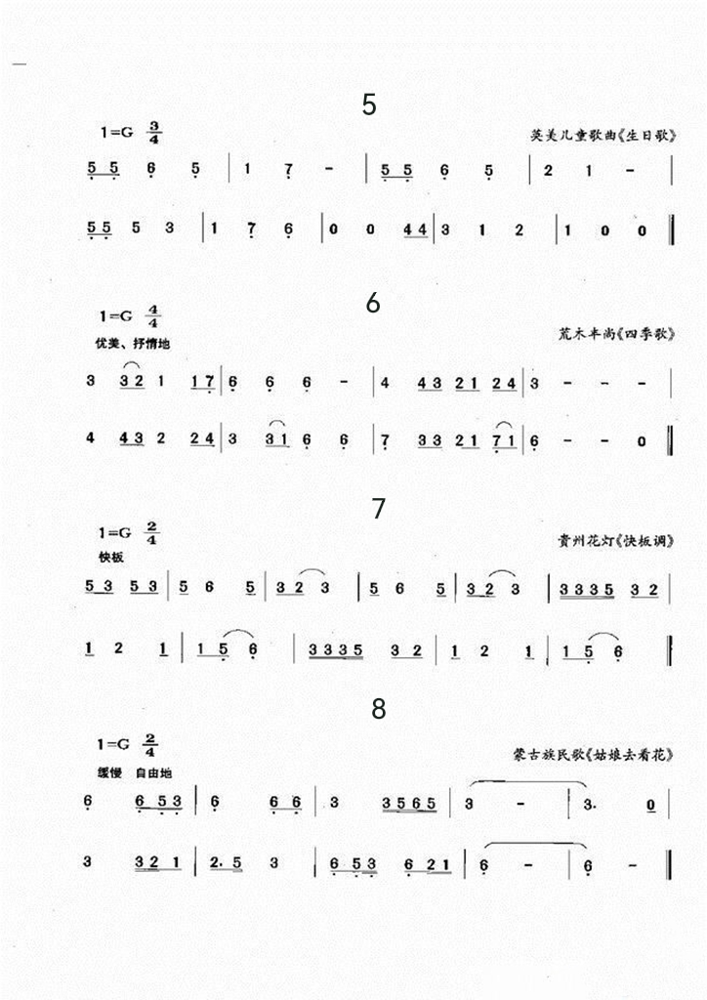 5
1=G 3/4 英美儿童歌曲《生日歌》
5 5 6 5 | 1 7 - | 5 5 6 5 | 2 1 - |
5 5 5 3 | 1 7 6 | 0 0 4 4 | 3 1 2 | 1 0 0 ‖
6
1=G 4/4
优美、抒情地 荒木丰尚《四季歌》
3 3 2 1 1 7 | 6 6 6 - | 4 4 3 2 1 2 4 | 3 - - - |
4 4 3 2 2 4 | 3 3 1 6 6 | 7 3 3 2 1 7 1 | 6 - - 0 ‖
7
1=G 2/4 贵州花灯《快板调》
快板
5 3 5 3 | 5 6 5 | 3 2 3 | 5 6 5 | 3 2 3 | 3 3 3 5 3 2 |
1 2 1 | 1 5 6 | 3 3 3 5 3 2 | 1 2 1 | 1 5 6 ‖
8
1=G 2/4 蒙古族民歌《姑娘去看花》
缓慢 自由地
6 6 5 3 | 6 6 6 | 3 3 5 6 5 | 3 - | 3. 0 |
3 3 2 1 | 2. 5 3 | 6 5 3 6 2 1 | 6 - | 6 - ‖